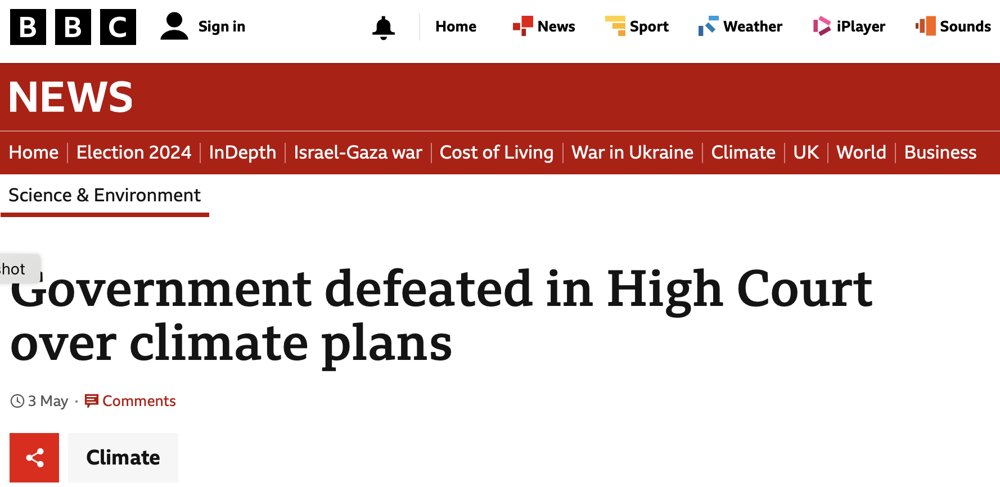 BBC Sign in Home News Sport Weather iPlayer Sounds
NEWS
Home Election 2024 InDepth Israel-Gaza war Cost of Living War in Ukraine Climate UK World Business
Science & Environment
shot
Government defeated in High Court
over climate plans
3 May · Comments
Climate